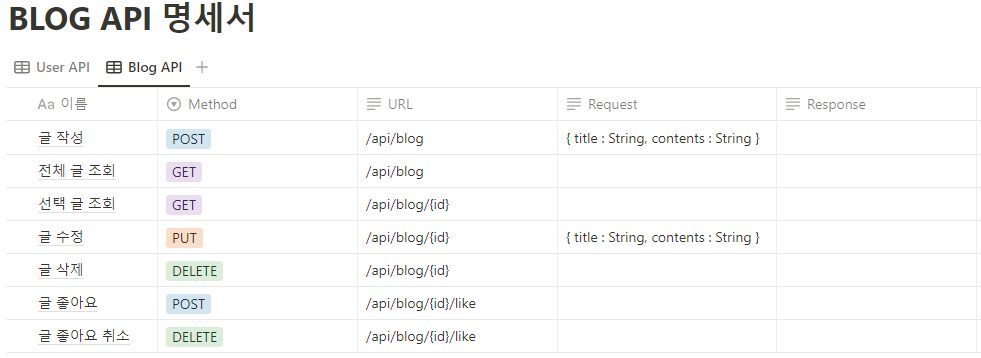 BLOG API 명세서
User API Blog API +
Aa 이름 Method URL Request Response
글 작성 POST /api/blog { title : String, contents : String }
전체 글 조회 GET /api/blog
선택 글 조회 GET /api/blog/{id}
글 수정 PUT /api/blog/{id} { title : String, contents : String }
글 삭제 DELETE /api/blog/{id}
글 좋아요 POST /api/blog/{id}/like
글 좋아요 취소 DELETE /api/blog/{id}/like